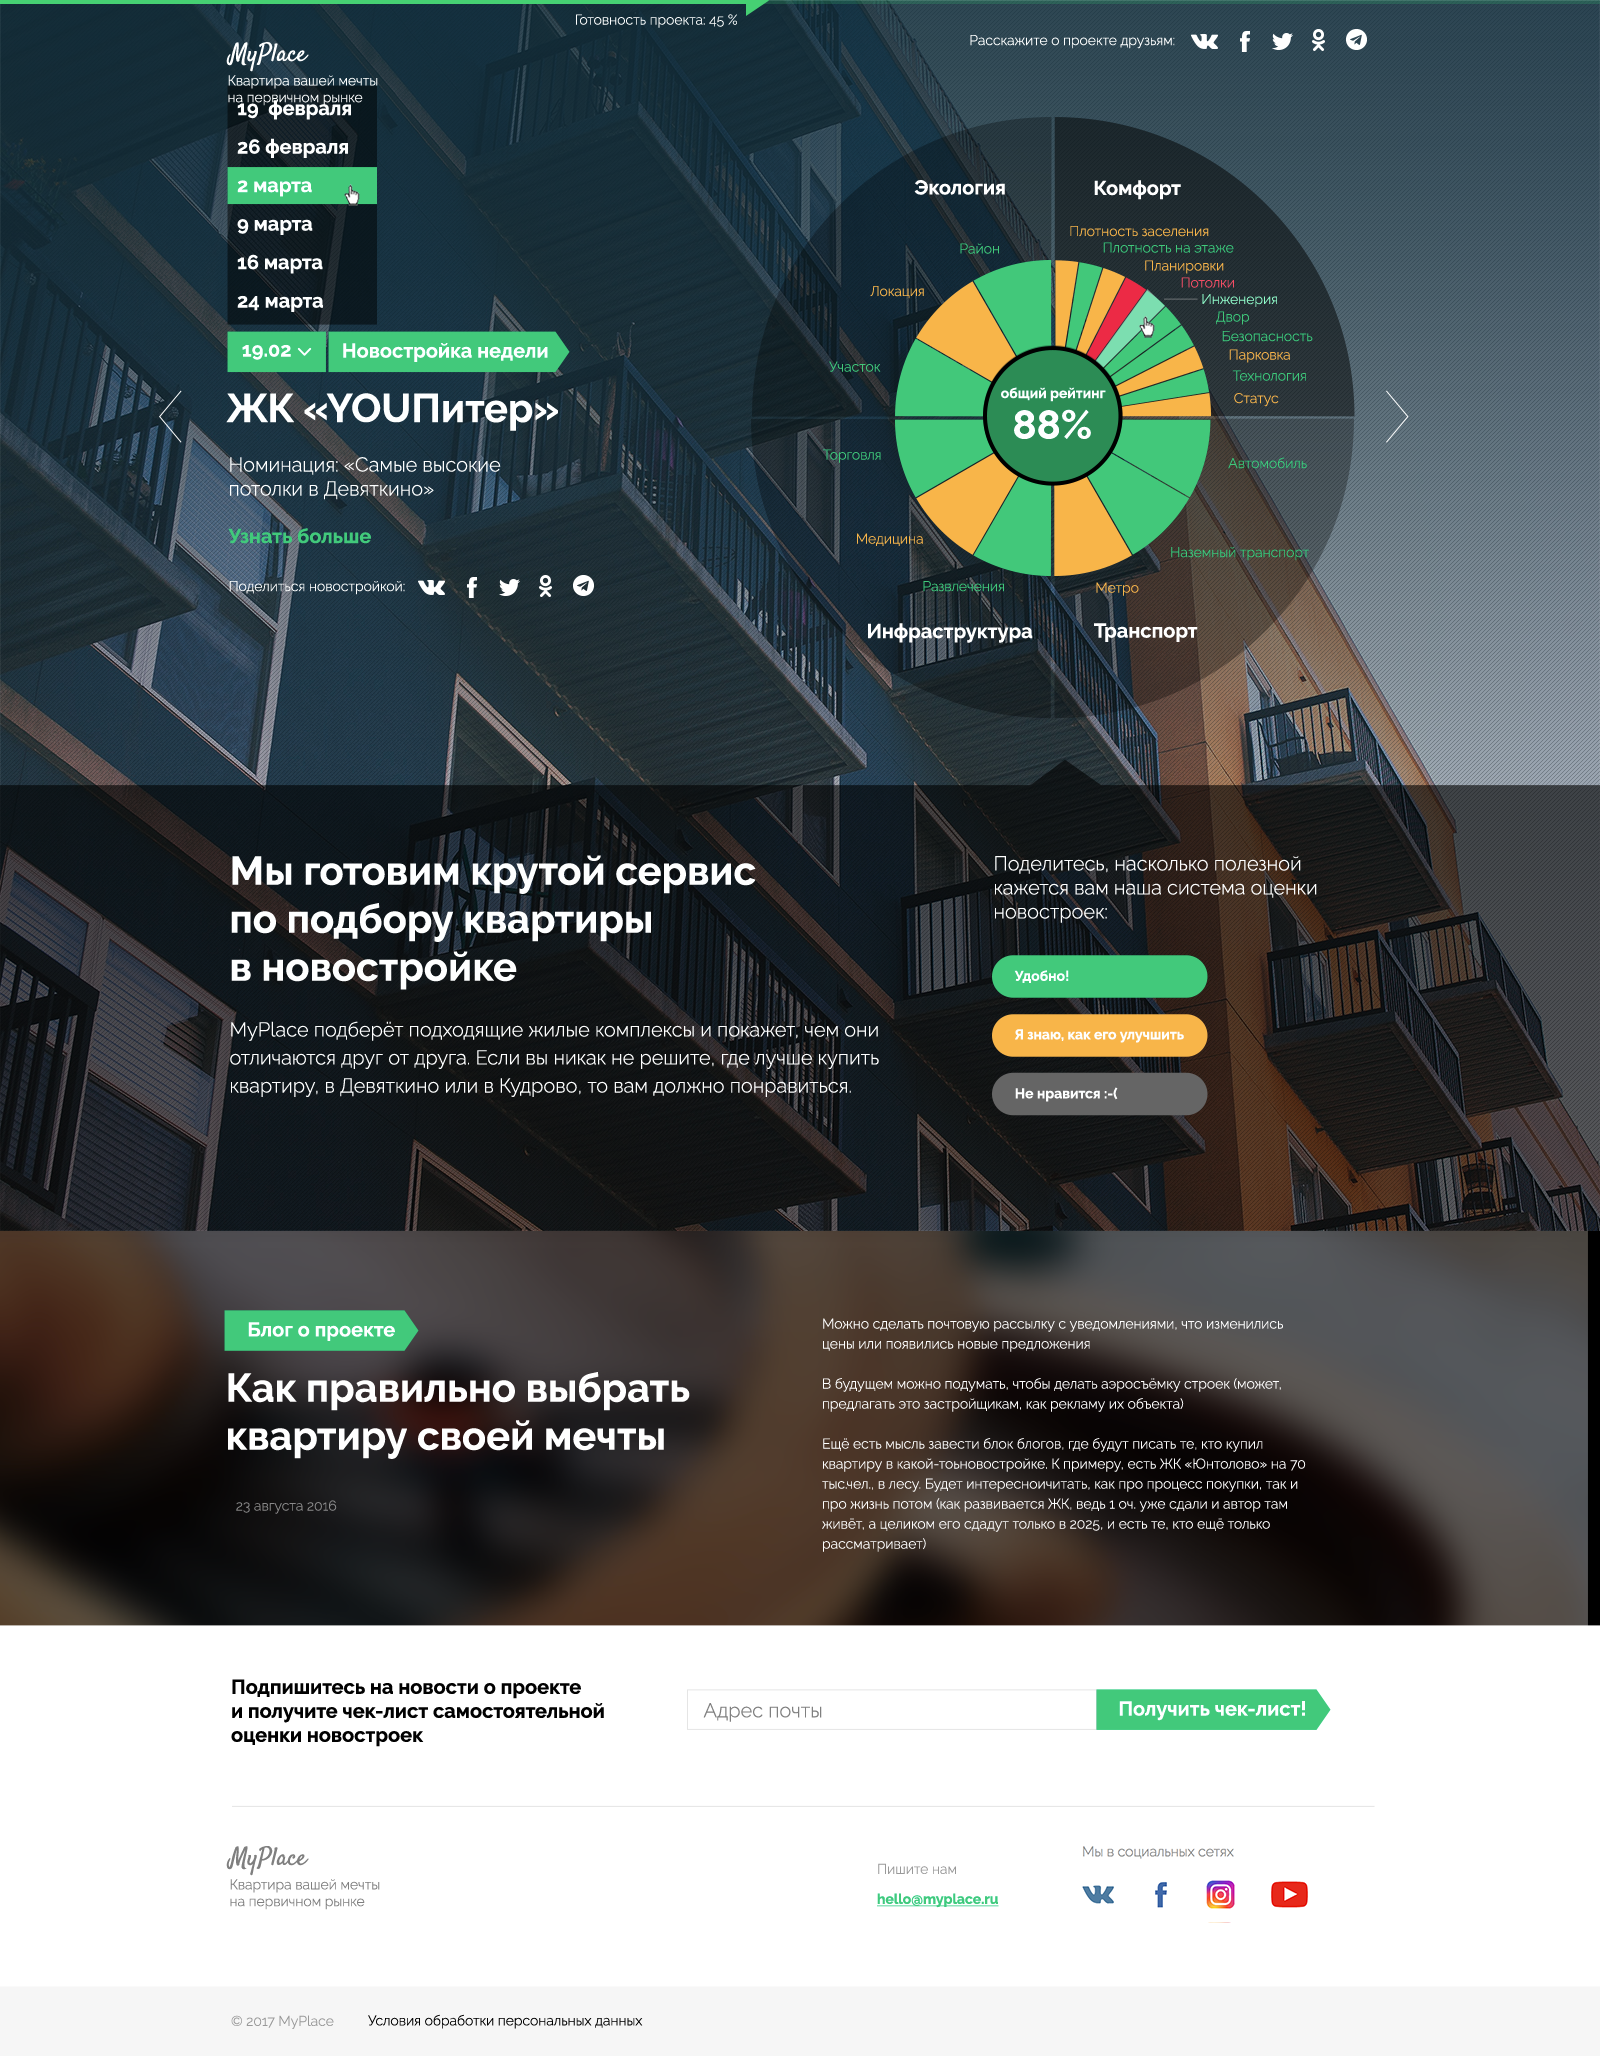 Готовность проекта: 45 %
Расскажите о проекте друзьям:
MyPlace
Квартира вашей мечты
на первичном рынке
19 февраля
26 февраля
2 марта
9 марта
16 марта
24 марта
19.02
Новостройка недели
ЖК «YOUПитер»
Номинация: «Самые высокие
потолки в Девяткино»
Узнать больше
Поделиться новостройкой:
Экология
Комфорт
Район
Локация
Участок
Плотность заселения
Плотность на этаже
Планировки
Потолки
Инженерия
Двор
Безопасность
Парковка
Технология
Статус
общий рейтинг
88%
Торговля
Медицина
Развлечения
Автомобиль
Наземный транспорт
Метро
Инфраструктура
Транспорт
Мы готовим крутой сервис
по подбору квартиры
в новостройке
MyPlace подберёт подходящие жилые комплексы и покажет, чем они
отличаются друг от друга. Если вы никак не решите, где лучше купить
квартиру, в Девяткино или в Кудрово, то вам должно понравиться.
Поделитесь, насколько полезной
кажется вам наша система оценки
новостроек:
Удобно!
Я знаю, как его улучшить
Не нравится :-(
Блог о проекте
Как правильно выбрать
квартиру своей мечты
23 августа 2016
Можно сделать почтовую рассылку с уведомлениями, что изменились
цены или появились новые предложения
В будущем можно подумать, чтобы делать аэросъёмку строек (может,
предлагать это застройщикам, как рекламу их объекта)
Ещё есть мысль завести блок блогов, где будут писать те, кто купил
квартиру в какой-тоьновостройке. К примеру, есть ЖК «Юнтолово» на 70
тыс.чел., в лесу. Будет интересноичитать, как про процесс покупки, так и
про жизнь потом (как развивается ЖК, ведь 1 оч. уже сдали и автор там
живёт, а целиком его сдадут только в 2025, и есть те, кто ещё только
рассматривает)
Подпишитесь на новости о проекте
и получите чек-лист самостоятельной
оценки новостроек
Адрес почты
Получить чек-лист!
MyPlace
Квартира вашей мечты
на первичном рынке
Пишите нам
hello@myplace.ru
Мы в социальных сетях
© 2017 MyPlace
Условия обработки персональных данных